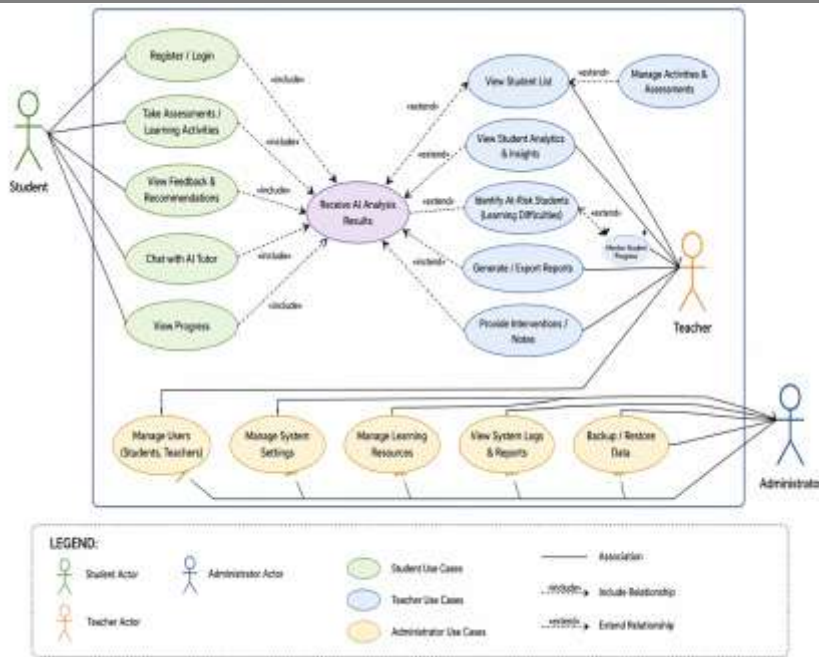 Register / Login
«include»
Take Assessments /
Learning Activities
«include»
View Feedback &
Recommendations
«include»
Chat with AI Tutor
«include»
View Progress
«include»
Student
Receive AI Analysis
Results
View Student List
«extend»
Manage Activities &
Assessments
«extend»
View Student Analytics
& Insights
«extend»
Identify At-Risk Students
(Learning Difficulties)
«extend»
«extend»
Monitor Student
Progress
Generate / Export Reports
«extend»
Provide Interventions /
Notes
Teacher
Manage Users
(Students, Teachers)
Manage System
Settings
Manage Learning
Resources
View System Logs
& Reports
Backup / Restore
Data
Administrator
LEGEND:
Student Actor
Administrator Actor
Teacher Actor
Student Use Cases
Teacher Use Cases
Administrator Use Cases
Association
«include»
Include Relationship
«extend»
Extend Relationship